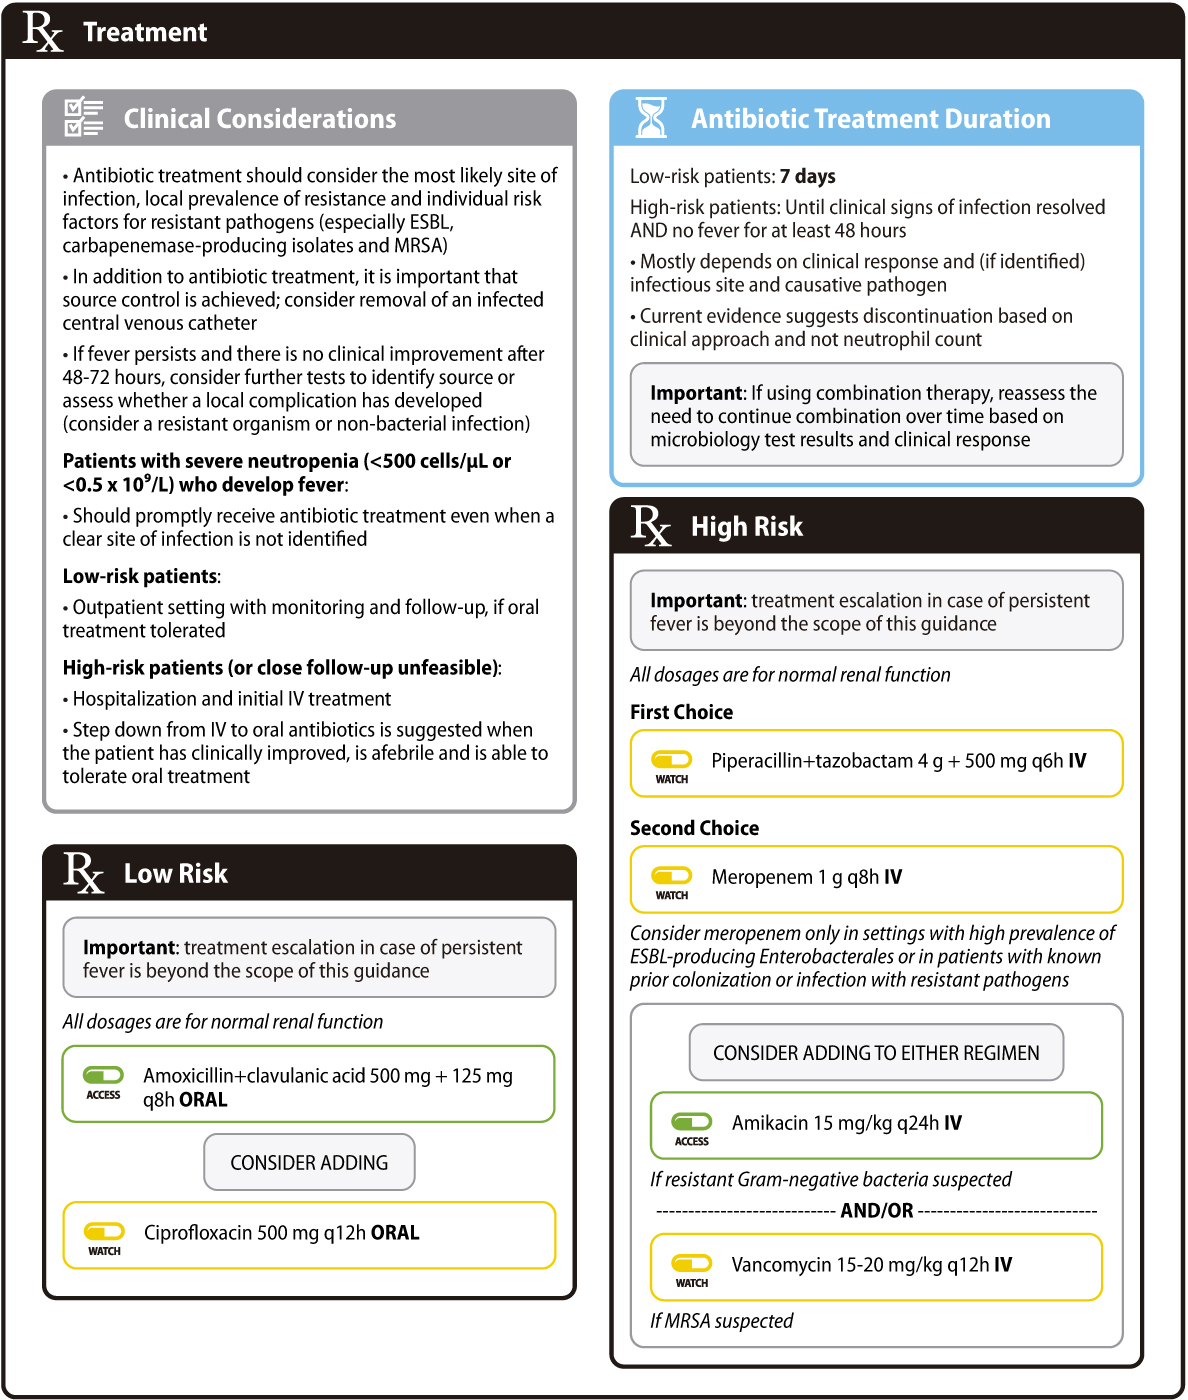 Rx Treatment
Clinical Considerations
• Antibiotic treatment should consider the most likely site of
infection, local prevalence of resistance and individual risk
factors for resistant pathogens (especially ESBL,
carbapenemase-producing isolates and MRSA)
• In addition to antibiotic treatment, it is important that
source control is achieved; consider removal of an infected
central venous catheter
• If fever persists and there is no clinical improvement after
48-72 hours, consider further tests to identify source or
assess whether a local complication has developed
(consider a resistant organism or non-bacterial infection)
Patients with severe neutropenia (<500 cells/µL or
<0.5 x 10⁹/L) who develop fever:
• Should promptly receive antibiotic treatment even when a
clear site of infection is not identified
Low-risk patients:
• Outpatient setting with monitoring and follow-up, if oral
treatment tolerated
High-risk patients (or close follow-up unfeasible):
• Hospitalization and initial IV treatment
• Step down from IV to oral antibiotics is suggested when
the patient has clinically improved, is afebrile and is able to
tolerate oral treatment
Rx Low Risk
Important: treatment escalation in case of persistent
fever is beyond the scope of this guidance
All dosages are for normal renal function
Amoxicillin+clavulanic acid 500 mg + 125 mg
q8h ORAL
ACCESS
CONSIDER ADDING
Ciprofloxacin 500 mg q12h ORAL
WATCH
Antibiotic Treatment Duration
Low-risk patients: 7 days
High-risk patients: Until clinical signs of infection resolved
AND no fever for at least 48 hours
• Mostly depends on clinical response and (if identified)
infectious site and causative pathogen
• Current evidence suggests discontinuation based on
clinical approach and not neutrophil count
Important: If using combination therapy, reassess the
need to continue combination over time based on
microbiology test results and clinical response
Rx High Risk
Important: treatment escalation in case of persistent
fever is beyond the scope of this guidance
All dosages are for normal renal function
First Choice
Piperacillin+tazobactam 4 g + 500 mg q6h IV
WATCH
Second Choice
Meropenem 1 g q8h IV
WATCH
Consider meropenem only in settings with high prevalence of
ESBL-producing Enterobacterales or in patients with known
prior colonization or infection with resistant pathogens
CONSIDER ADDING TO EITHER REGIMEN
Amikacin 15 mg/kg q24h IV
ACCESS
If resistant Gram-negative bacteria suspected
---------------------------- AND/OR ----------------------------
Vancomycin 15-20 mg/kg q12h IV
WATCH
If MRSA suspected